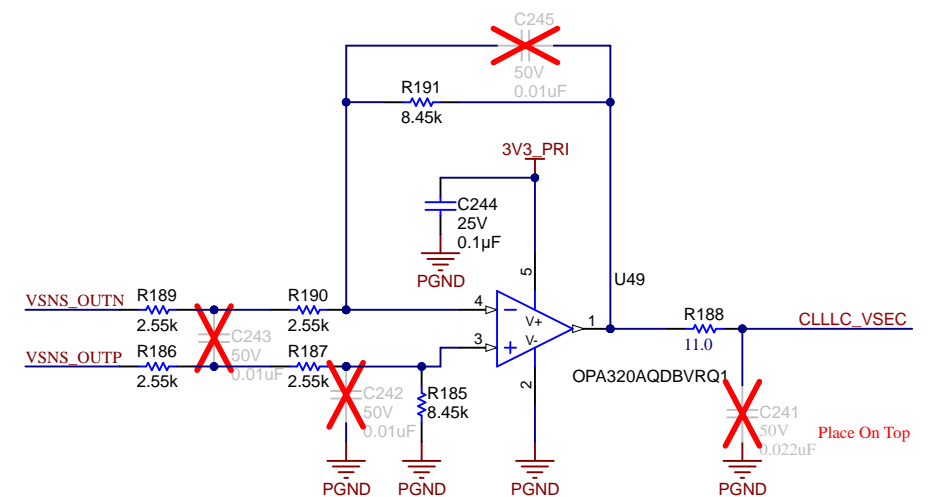 C245
50V
0.01uF
R191
8.45k
3V3_PRI
C244
25V
0.1µF
PGND
5
U49
VSNS_OUTN
R189
2.55k
R190
2.55k
4
V+
V-
1
R188
11.0
CLLLC_VSEC
C243
50V
0.01uF
VSNS_OUTP
R186
2.55k
R187
2.55k
3
2
OPA320AQDBVRQ1
C242
50V
0.01uF
R185
8.45k
C241
50V
0.022uF
Place On Top
PGND
PGND
PGND
PGND